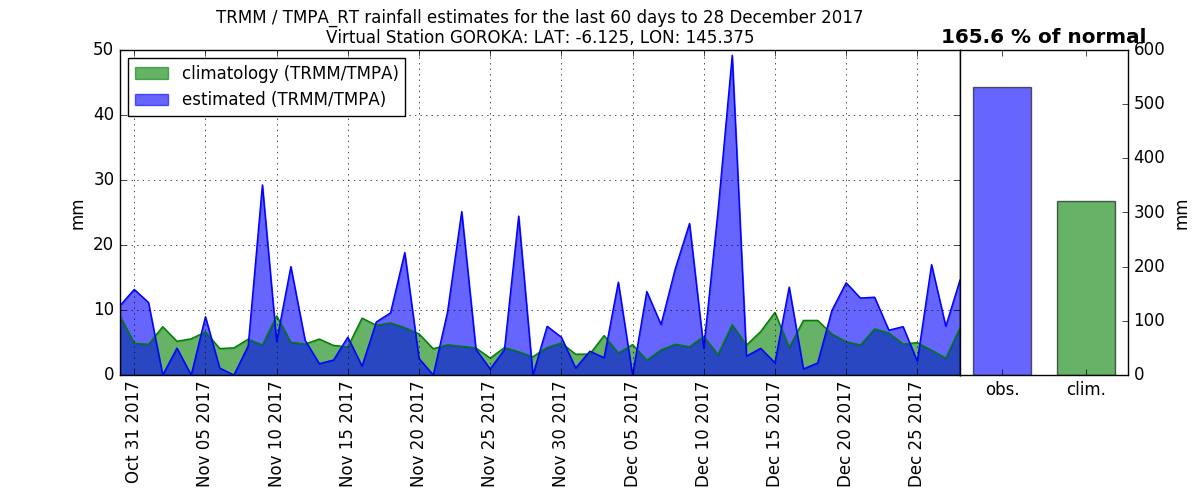 TRMM / TMPA_RT rainfall estimates for the last 60 days to 28 December 2017
Virtual Station GOROKA: LAT: -6.125, LON: 145.375
165.6 % of normal
climatology (TRMM/TMPA)
estimated (TRMM/TMPA)
50
40
30
20
10
0
mm
Oct 31 2017
Nov 05 2017
Nov 10 2017
Nov 15 2017
Nov 20 2017
Nov 25 2017
Nov 30 2017
Dec 05 2017
Dec 10 2017
Dec 15 2017
Dec 20 2017
Dec 25 2017
600
500
400
300
200
100
0
mm
obs.
clim.